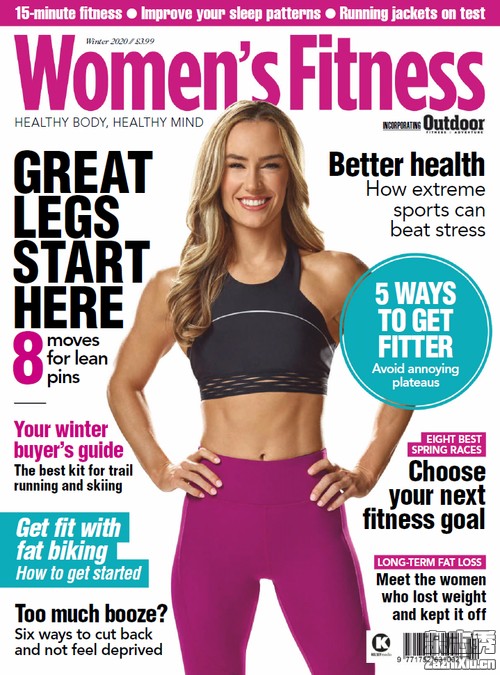 15-minute fitness ● Improve your sleep patterns ● Running jackets on test
Winter 2020 // £3.99
Women's Fitness
HEALTHY BODY, HEALTHY MIND
INCORPORATING Outdoor
FITNESS + ADVENTURE
GREAT
LEGS
START
HERE
8 moves
for lean
pins
Better health
How extreme
sports can
beat stress
5 WAYS
TO GET
FITTER
Avoid annoying
plateaus
Your winter
buyer's guide
The best kit for trail
running and skiing
EIGHT BEST
SPRING RACES
Choose
your next
fitness goal
Get fit with
fat biking
How to get started
LONG-TERM FAT LOSS
Meet the women
who lost weight
and kept it off
Too much booze?
Six ways to cut back
and not feel deprived
K
zazhixiu.cn